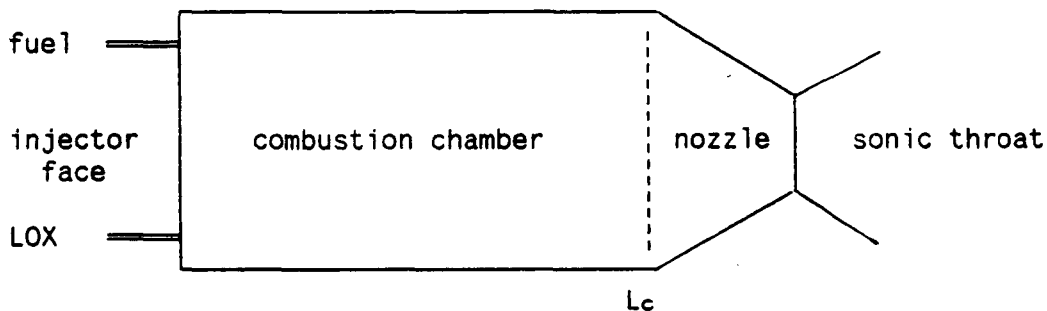 fuel
injector
face
combustion chamber
nozzle
sonic throat
LOX
Lc